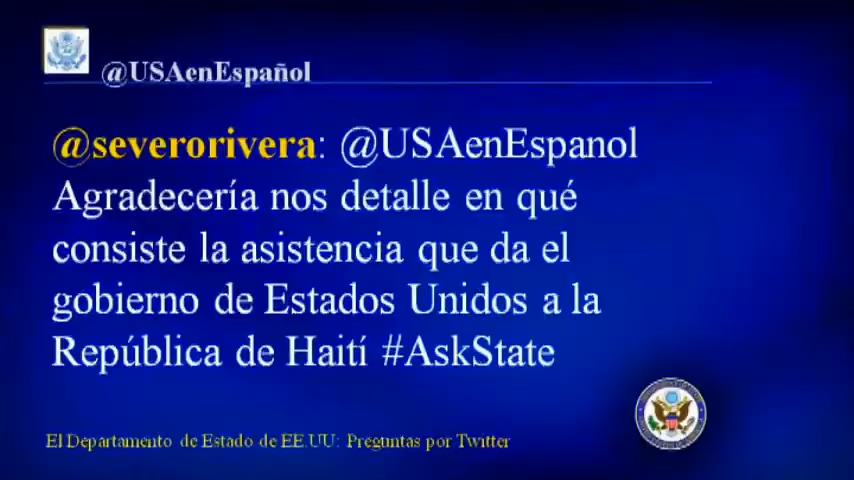 @USAenEspañol
@severorivera: @USAenEspanol
Agradecería nos detalle en qué
consiste la asistencia que da el
gobierno de Estados Unidos a la
República de Haití #AskState
El Departamento de Estado de EE.UU: Preguntas por Twitter